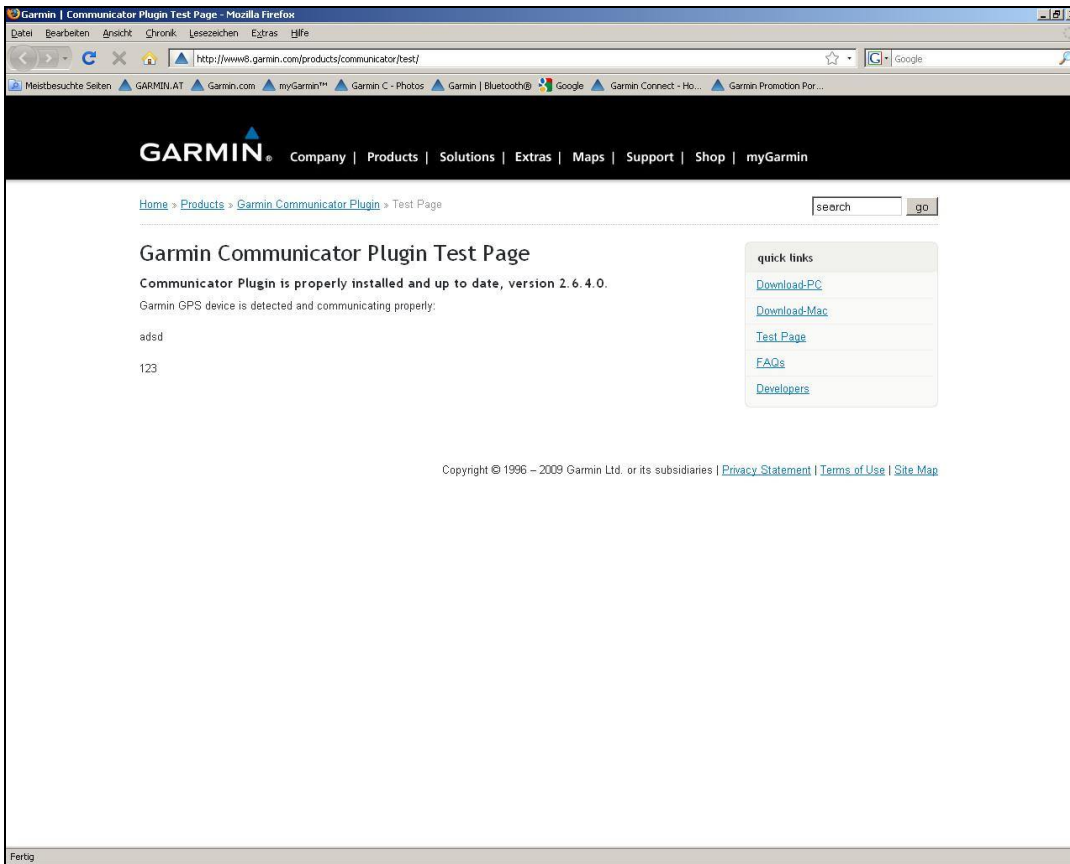 Garmin | Communicator Plugin Test Page - Mozilla Firefox
Datei Bearbeiten Ansicht Chronik Lesezeichen Extras Hilfe
http://www8.garmin.com/products/communicator/test/ G Google
Meistbesuchte Seiten GARMIN.AT Garmin.com myGarmin™ Garmin C - Photos Garmin | Bluetooth® Google Garmin Connect - Ho... Garmin Promotion Por...
GARMIN® Company | Products | Solutions | Extras | Maps | Support | Shop | myGarmin
Home » Products » Garmin Communicator Plugin » Test Page search go
Garmin Communicator Plugin Test Page
Communicator Plugin is properly installed and up to date, version 2.6.4.0.
Garmin GPS device is detected and communicating properly:
adsd
123
quick links
Download-PC
Download-Mac
Test Page
FAQs
Developers
Copyright © 1996 – 2009 Garmin Ltd. or its subsidiaries | Privacy Statement | Terms of Use | Site Map
Fertig